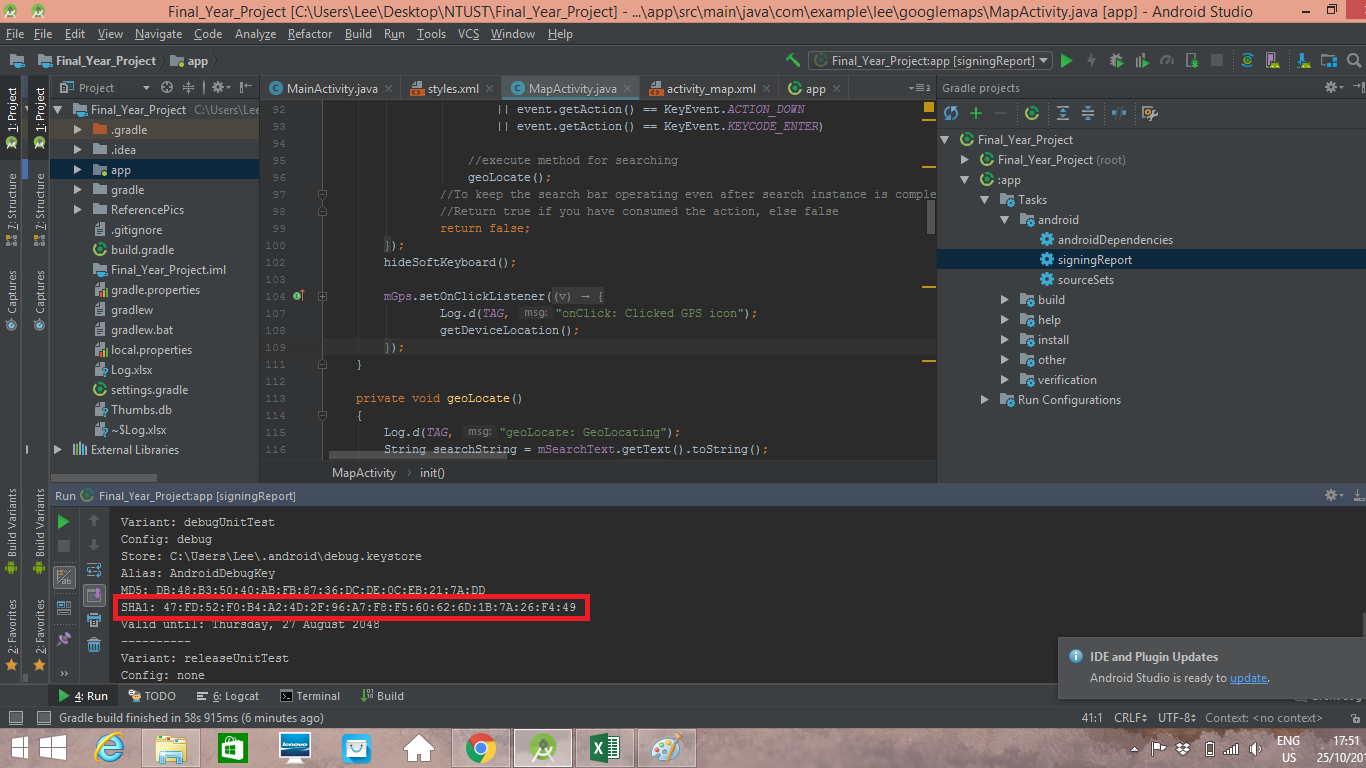 Final_Year_Project [C:\Users\Lee\Desktop\NTUST\Final_Year_Project] - ...\app\src\main\java\com\example\lee\googlemaps\MapActivity.java [app] - Android Studio
File File Edit View Navigate Code Analyze Refactor Build Run Tools VCS Window Help
Final_Year_Project app
Final_Year_Project:app [signingReport]
1: Project
1: Project
7: Structure
7: Structure
Captures
Captures
Build Variants
Build Variants
2: Favorites
2: Favorites
Project
Final_Year_Project C:\Users\Lee
.gradle
.idea
app
gradle
ReferencePics
.gitignore
build.gradle
Final_Year_Project.iml
gradle.properties
gradlew
gradlew.bat
local.properties
Log.xlsx
settings.gradle
Thumbs.db
~$Log.xlsx
External Libraries
MainActivity.java styles.xml MapActivity.java activity_map.xml app
92 || event.getAction() == KeyEvent.ACTION_DOWN
93 || event.getAction() == KeyEvent.KEYCODE_ENTER)
94
95 //execute method for searching
96 geoLocate();
97 //To keep the search bar operating even after search instance is comple
98 //Return true if you have consumed the action, else false
99 return false;
100 });
102 hideSoftKeyboard();
103
104 mGps.setOnClickListener((v) → {
107 Log.d(TAG, msg: "onClick: Clicked GPS icon");
108 getDeviceLocation();
109 });
111 }
112
113 private void geoLocate()
114 {
115 Log.d(TAG, msg: "geoLocate: GeoLocating");
116 String searchString = mSearchText.getText().toString();
MapActivity init()
Gradle projects
Final_Year_Project
Final_Year_Project (root)
:app
Tasks
android
androidDependencies
signingReport
sourceSets
build
help
install
other
verification
Run Configurations
Run Final_Year_Project:app [signingReport]
Variant: debugUnitTest
Config: debug
Store: C:\Users\Lee\.android\debug.keystore
Alias: AndroidDebugKey
MD5: DB:48:B3:50:40:AB:FB:87:36:DC:DE:0C:EB:21:7A:DD
SHA1: 47:FD:52:F0:B4:A2:4D:2F:96:A7:F8:F5:60:62:6D:1B:7A:26:F4:49
Valid until: Thursday, 27 August 2048
----------
Variant: releaseUnitTest
Config: none
IDE and Plugin Updates
Android Studio is ready to update.
4: Run TODO 6: Logcat Terminal Build
Gradle build finished in 58s 915ms (6 minutes ago)
41:1 CRLF UTF-8 Context: <no context>
lenovo
ENG
US
17:51
25/10/201